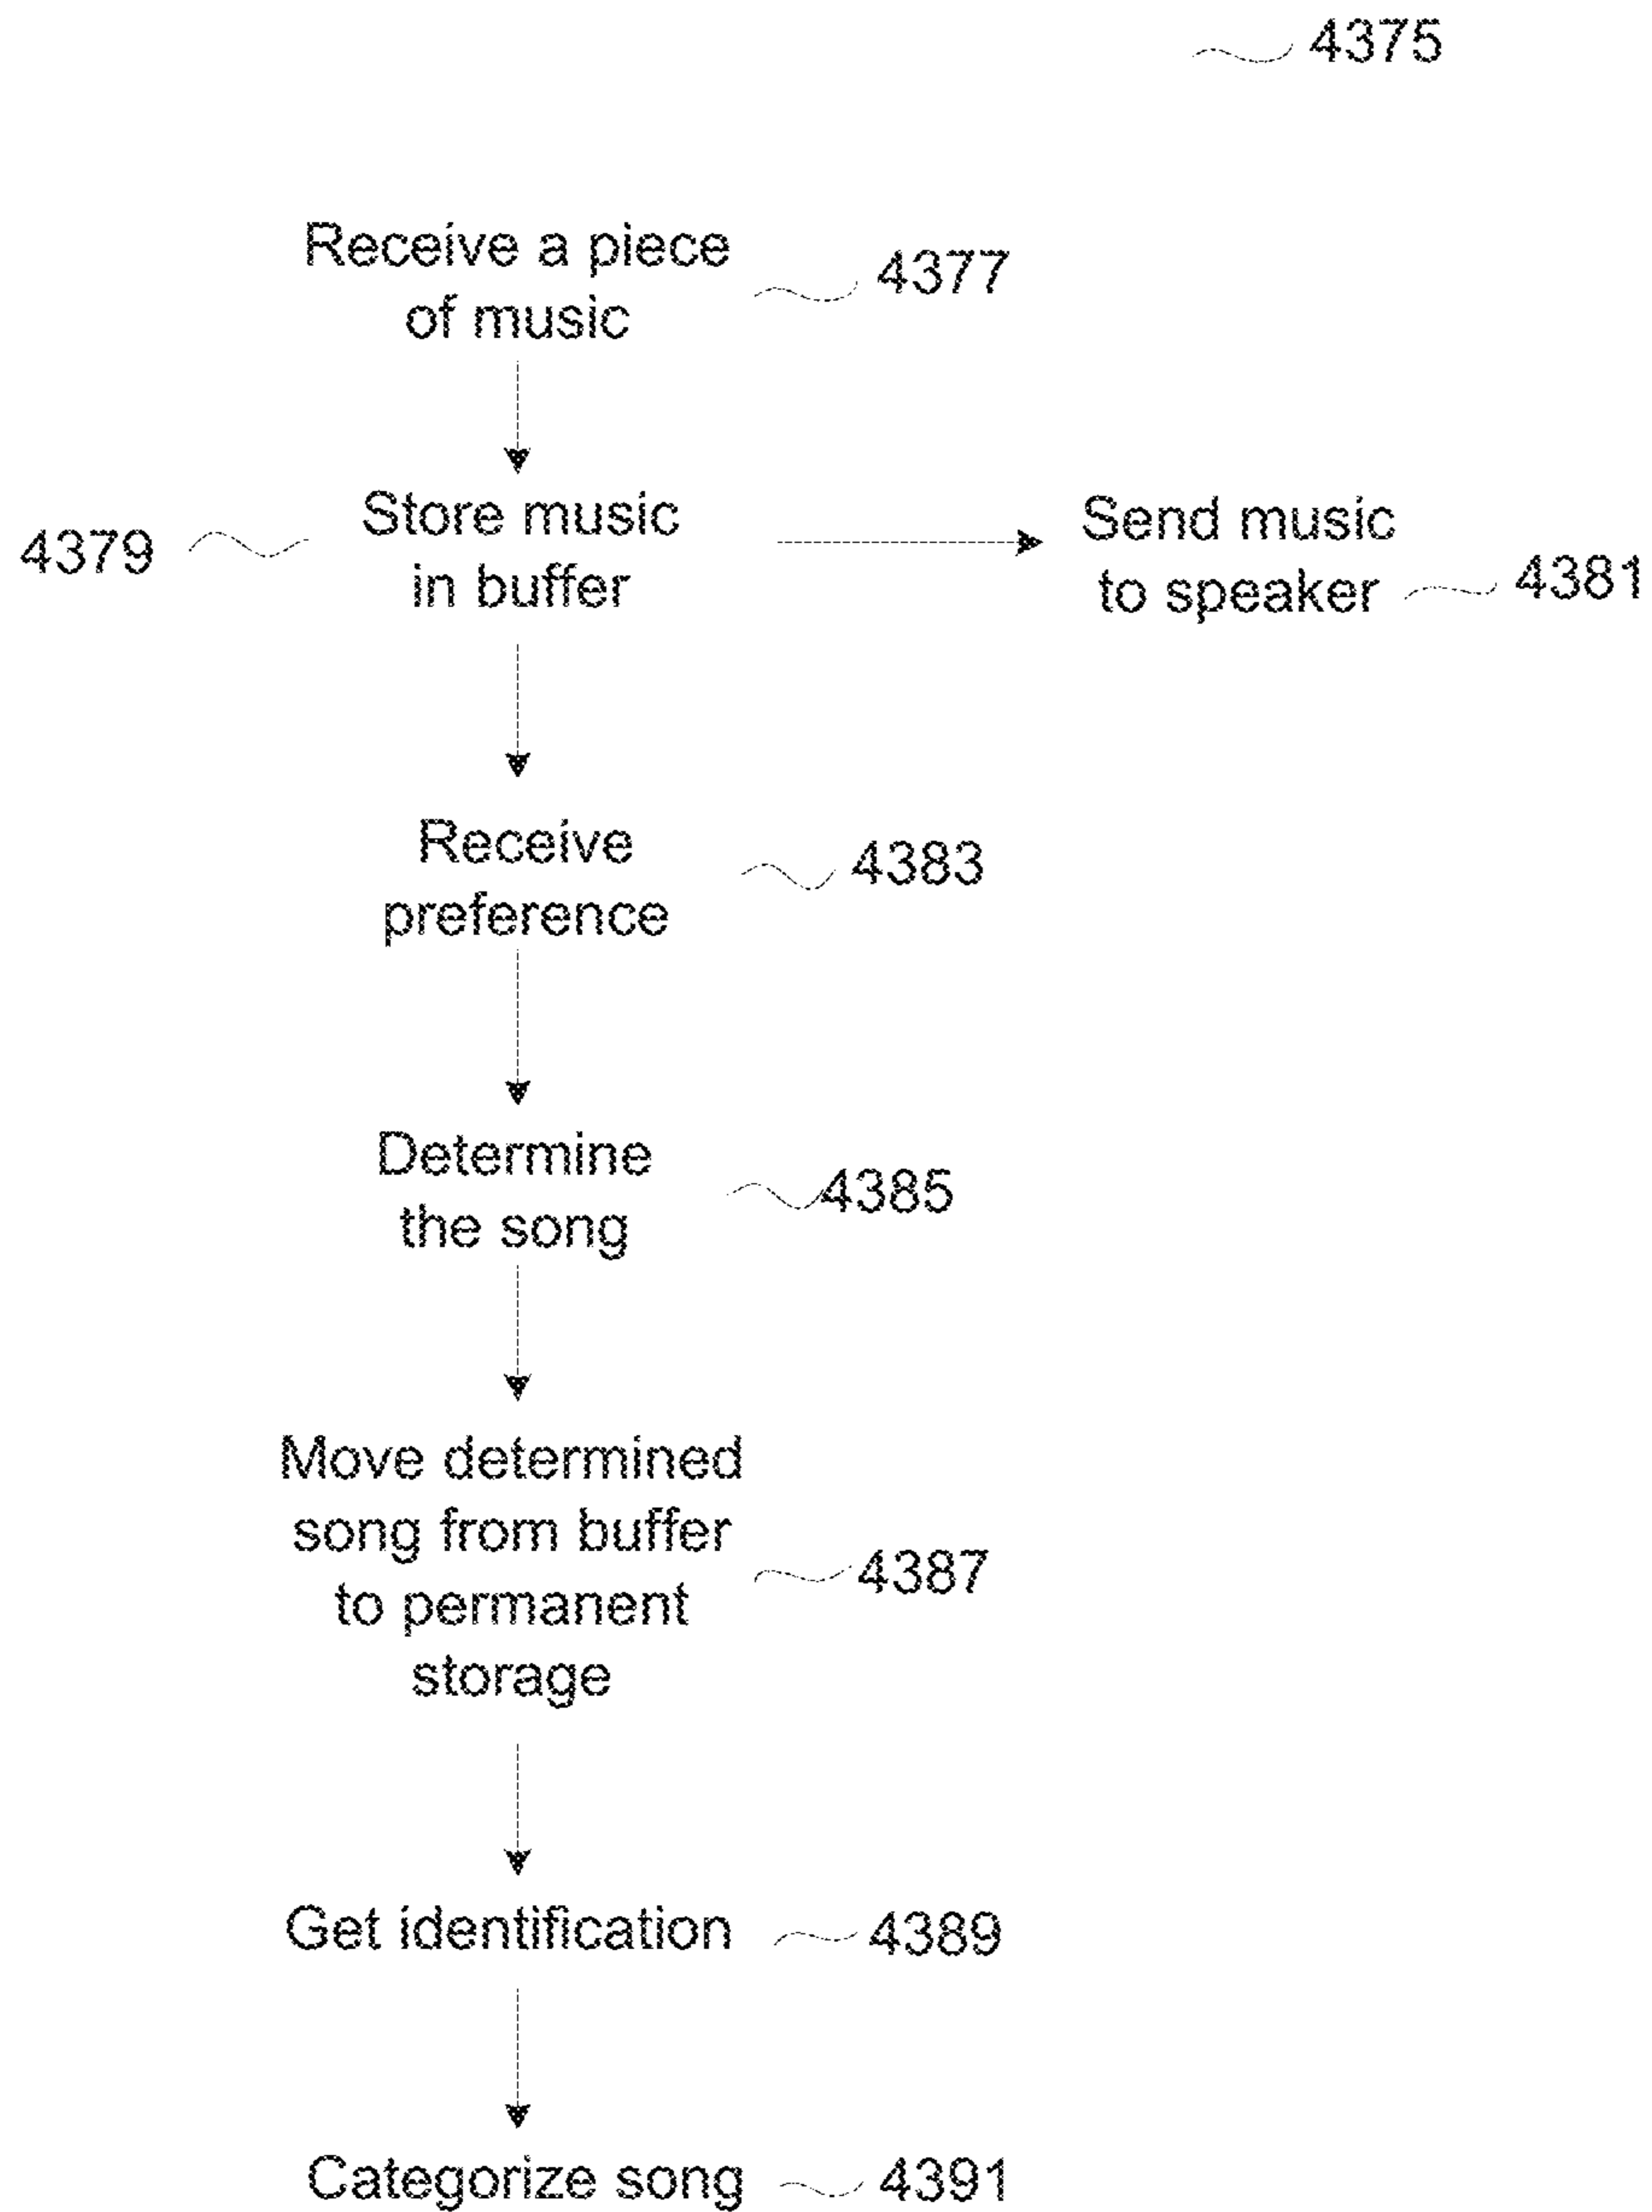 4375
Receive a piece
of music
4377
4379
Store music
in buffer
Send music
to speaker
4381
Receive
preference
4383
Determine
the song
4385
Move determined
song from buffer
to permanent
storage
4387
Get identification
4389
Categorize song
4391